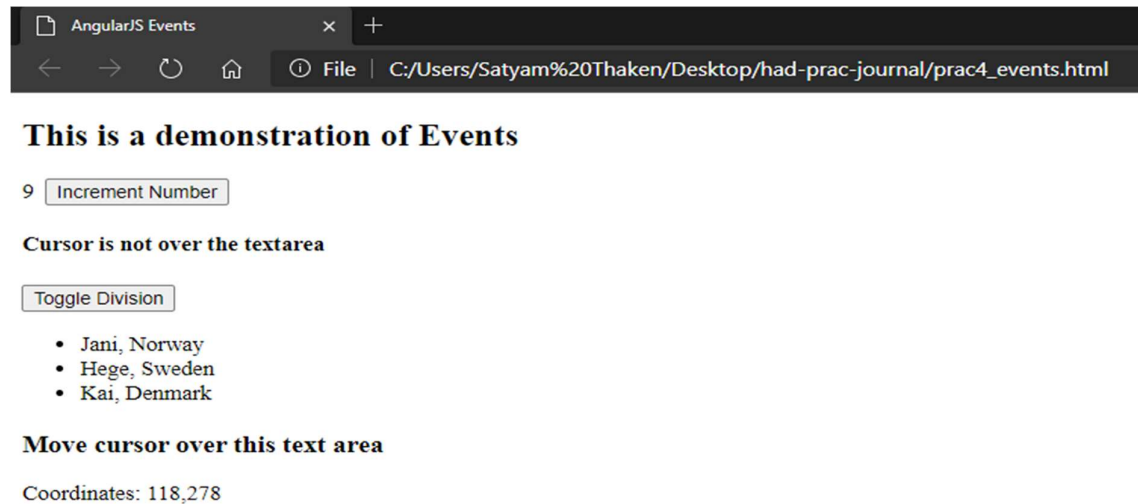 AngularJS Events
File | C:/Users/Satyam%20Thaken/Desktop/had-prac-journal/prac4_events.html
This is a demonstration of Events
9 Increment Number
Cursor is not over the textarea
Toggle Division
• Jani, Norway
• Hege, Sweden
• Kai, Denmark
Move cursor over this text area
Coordinates: 118,278